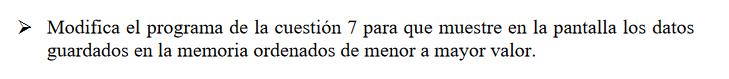 ➢ Modifica el programa de la cuestión 7 para que muestre en la pantalla los datos
guardados en la memoria ordenados de menor a mayor valor.